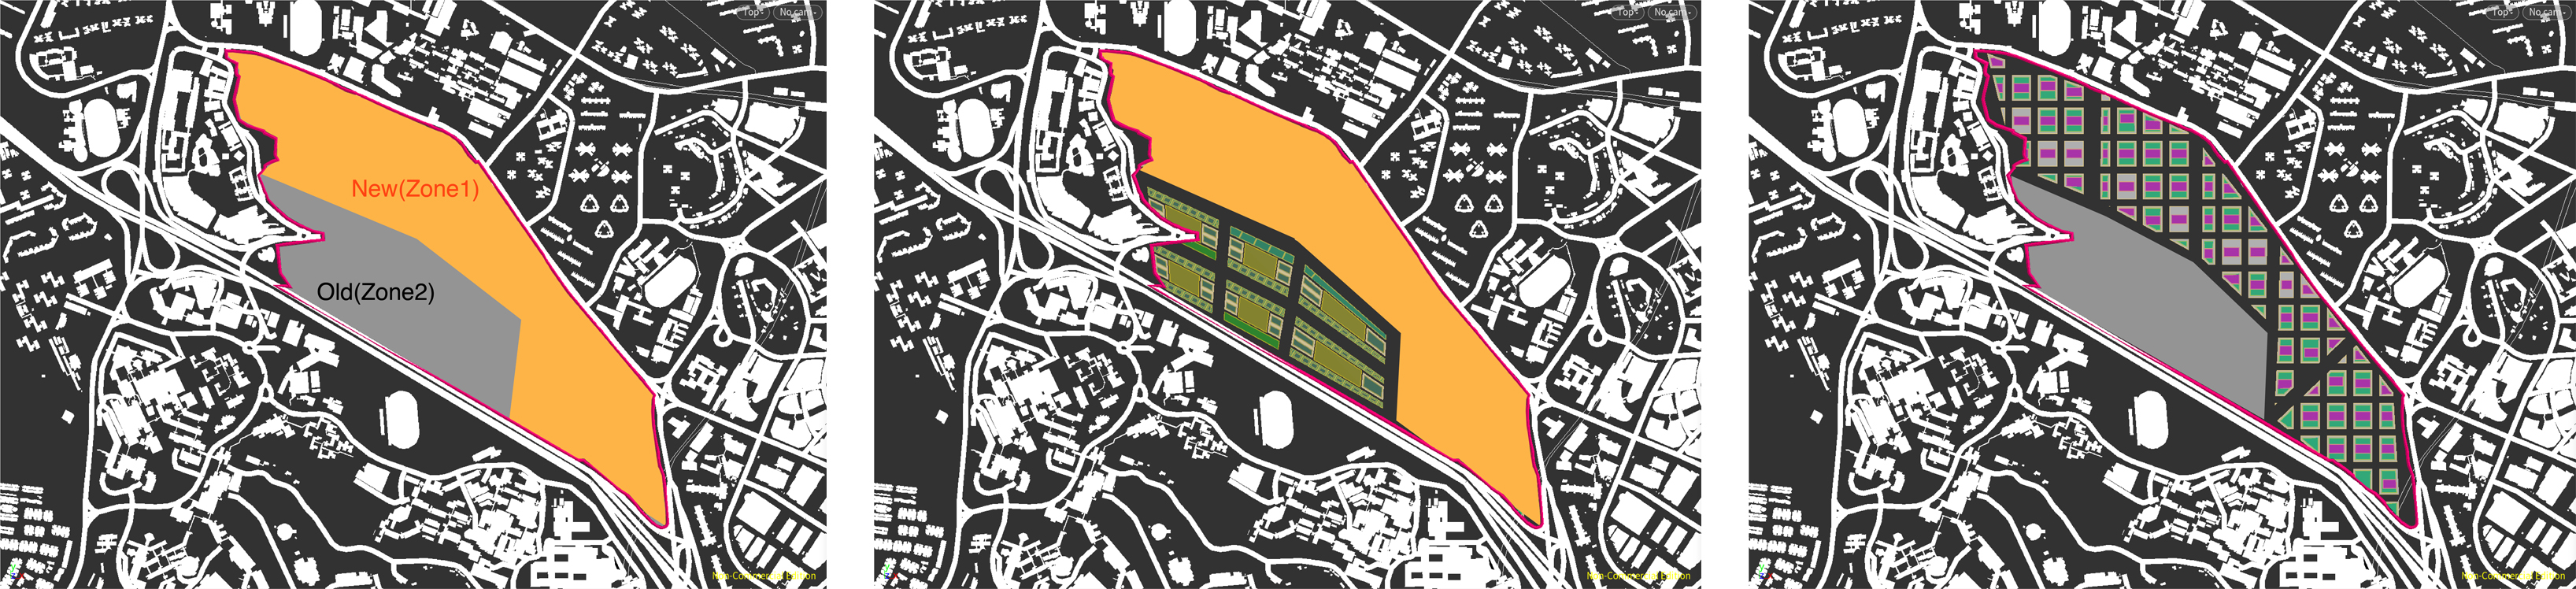 Top▾ No cam▾
New(Zone1)
Old(Zone2)
Non-Commercial Edition
Top▾ No cam▾
Non-Commercial Edition
Top▾ No cam▾
Non-Commercial Edition